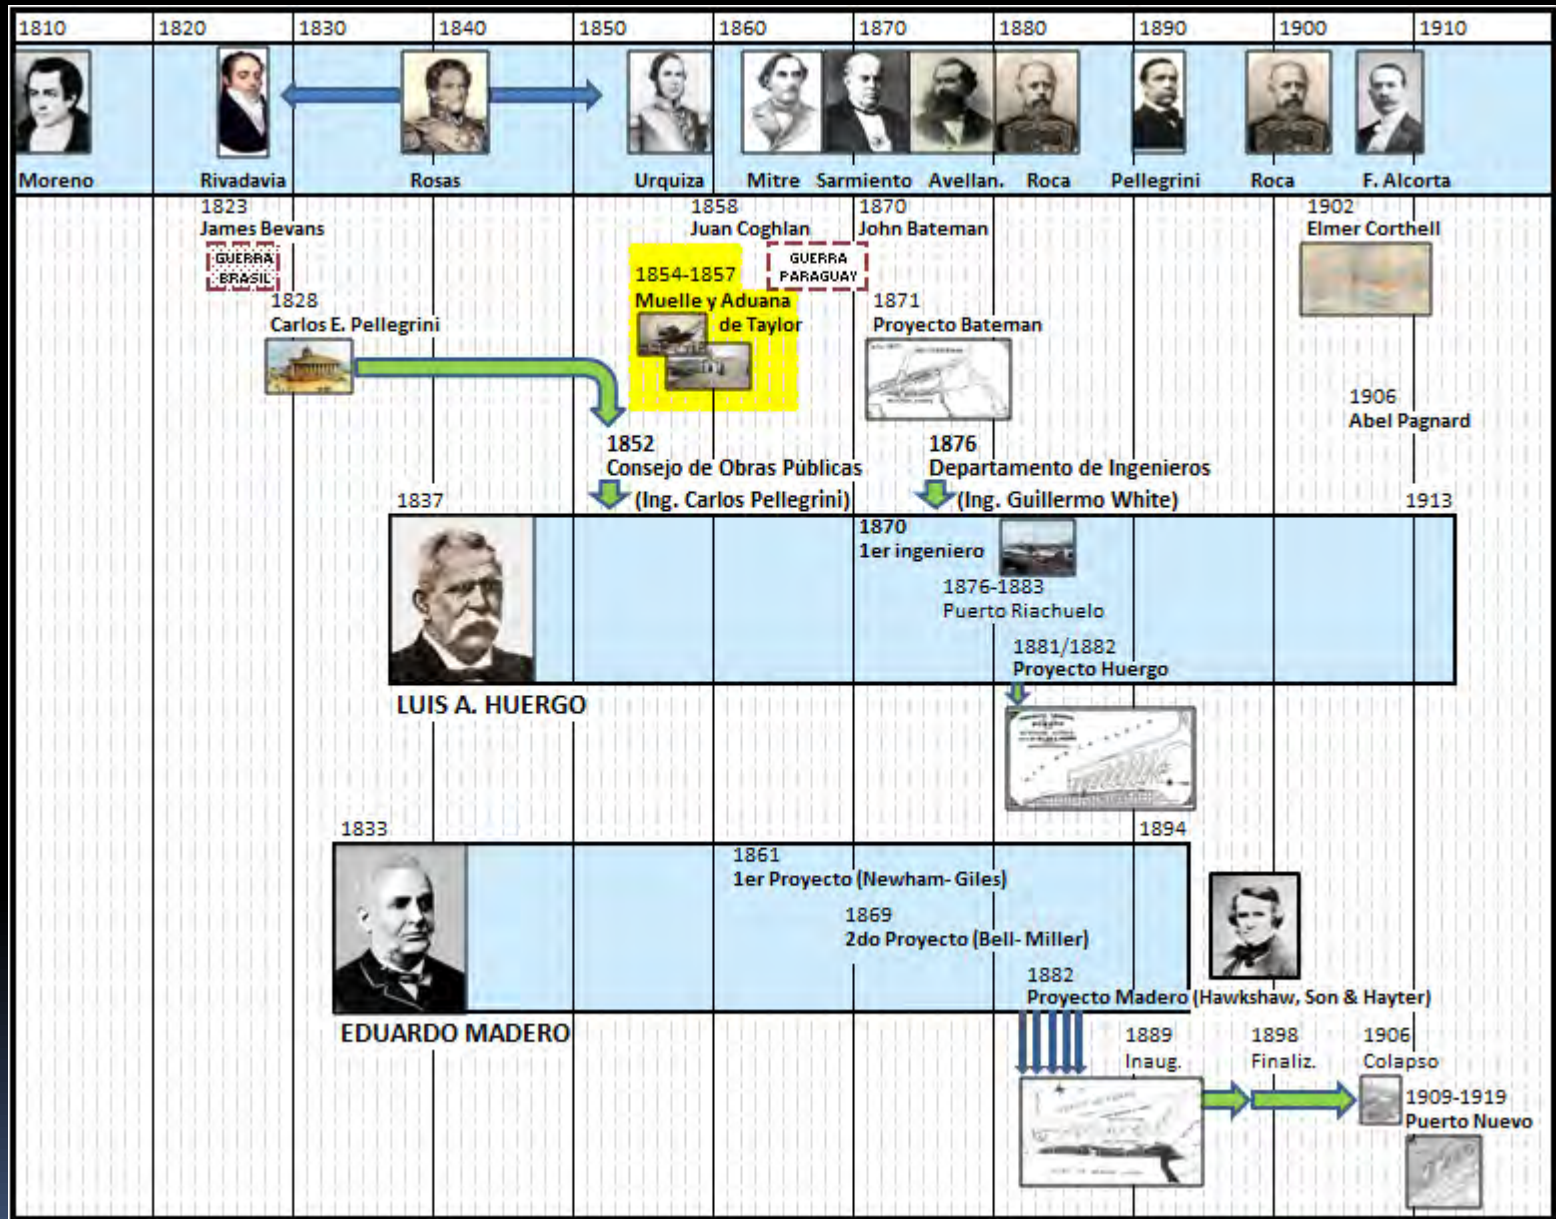 1810 1820 1830 1840 1850 1860 1870 1880 1890 1900 1910
Moreno Rivadavia Rosas Urquiza Mitre Sarmiento Avellan. Roca Pellegrini Roca F. Alcorta
1823
James Bevans
GUERRA
BRASIL
1828
Carlos E. Pellegrini
1858
Juan Coghlan
1854-1857
Muelle y Aduana
de Taylor
GUERRA
PARAGUAY
1870
John Bateman
1871
Proyecto Bateman
1902
Elmer Corthell
1906
Abel Pagnard
1852
Consejo de Obras Públicas
(Ing. Carlos Pellegrini)
1876
Departamento de Ingenieros
(Ing. Guillermo White)
1837
1913
1870
1er ingeniero
1876-1883
Puerto Riachuelo
1881/1882
Proyecto Huergo
LUIS A. HUERGO
1833
1894
1861
1er Proyecto (Newham- Giles)
1869
2do Proyecto (Bell- Miller)
1882
Proyecto Madero (Hawkshaw, Son & Hayter)
EDUARDO MADERO
1889
Inaug.
1898
Finaliz.
1906
Colapso
1909-1919
Puerto Nuevo